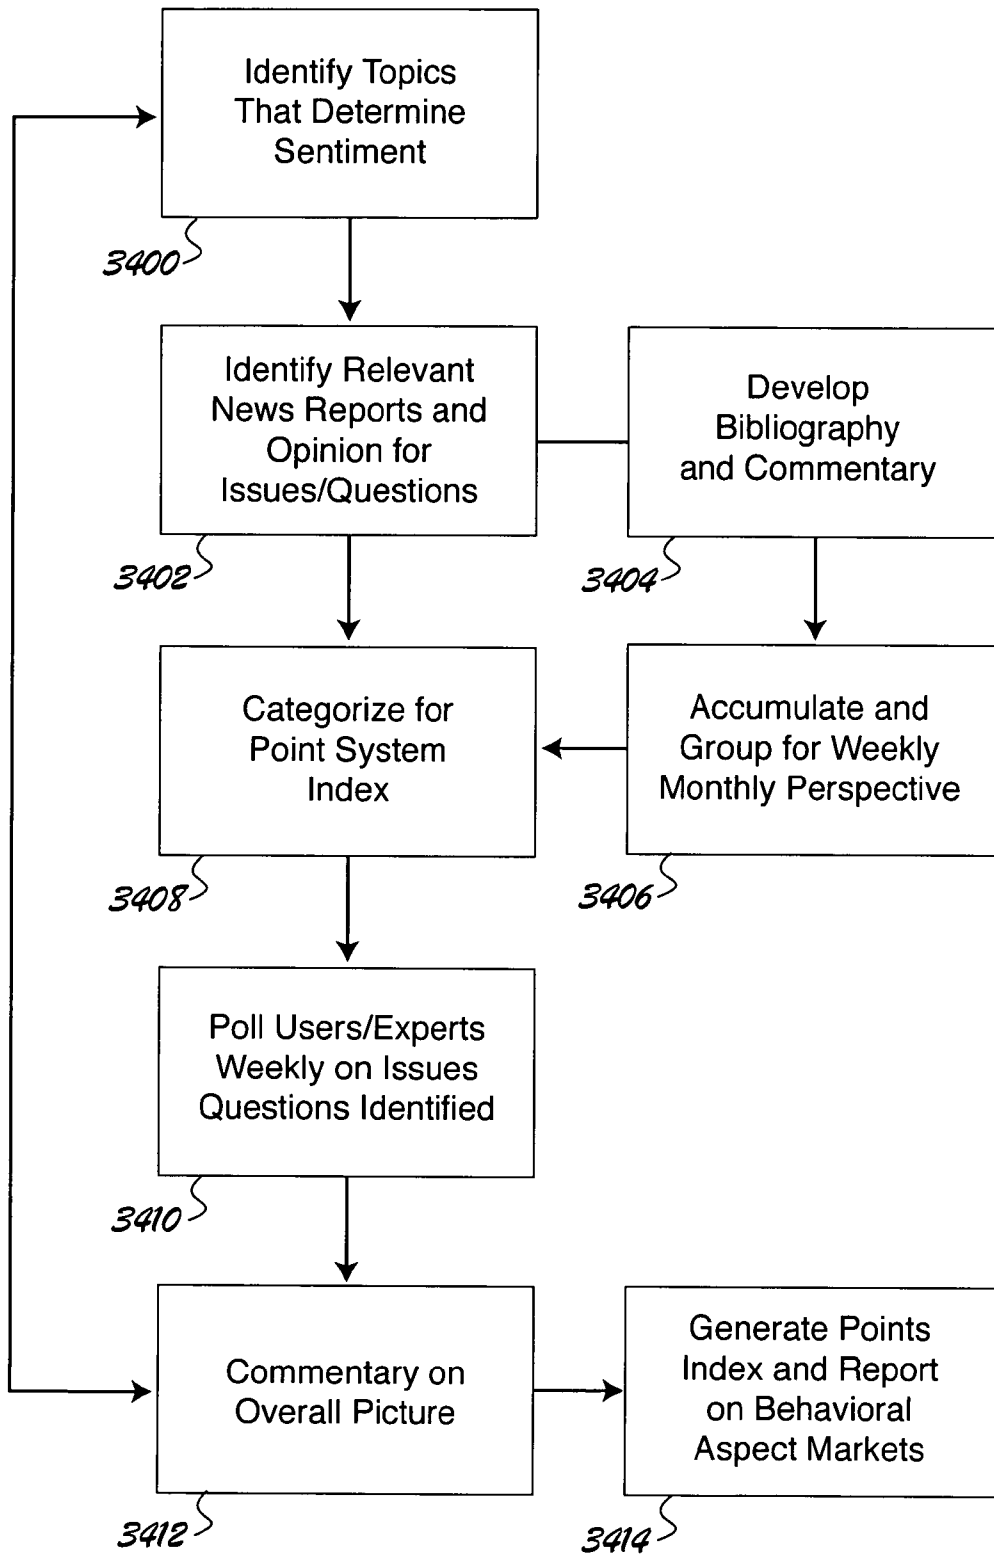 Identify Topics
That Determine
Sentiment
3400
Identify Relevant
News Reports and
Opinion for
Issues/Questions
3402
Develop
Bibliography
and Commentary
3404
Categorize for
Point System
Index
3408
Accumulate and
Group for Weekly
Monthly Perspective
3406
Poll Users/Experts
Weekly on Issues
Questions Identified
3410
Commentary on
Overall Picture
3412
Generate Points
Index and Report
on Behavioral
Aspect Markets
3414